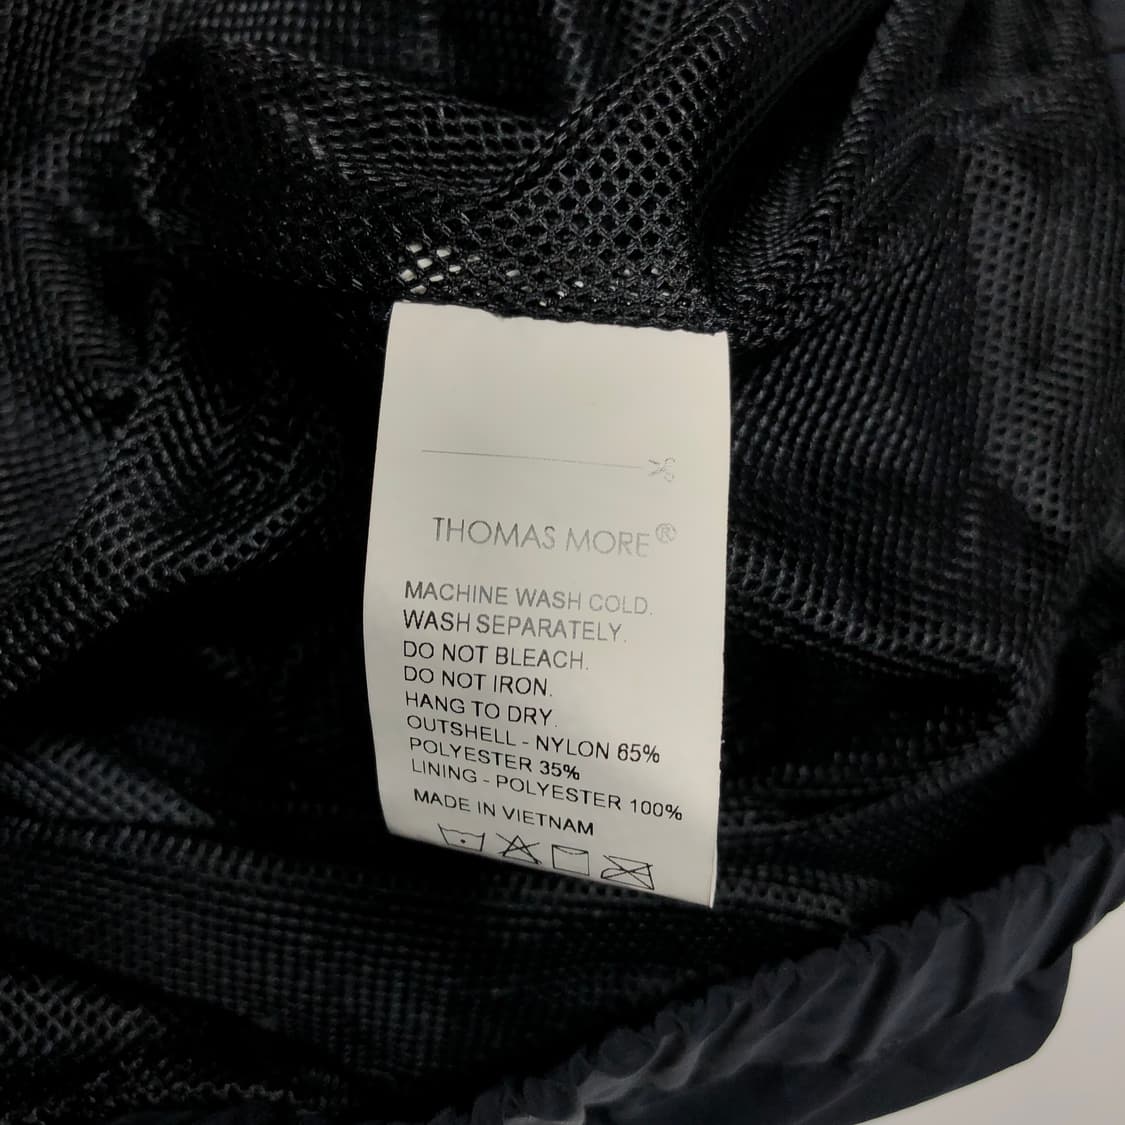 THOMAS MORE®
MACHINE WASH COLD.
WASH SEPARATELY.
DO NOT BLEACH.
DO NOT IRON.
HANG TO DRY.
OUTSHELL - NYLON 65%
POLYESTER 35%
LINING - POLYESTER 100%
MADE IN VIETNAM